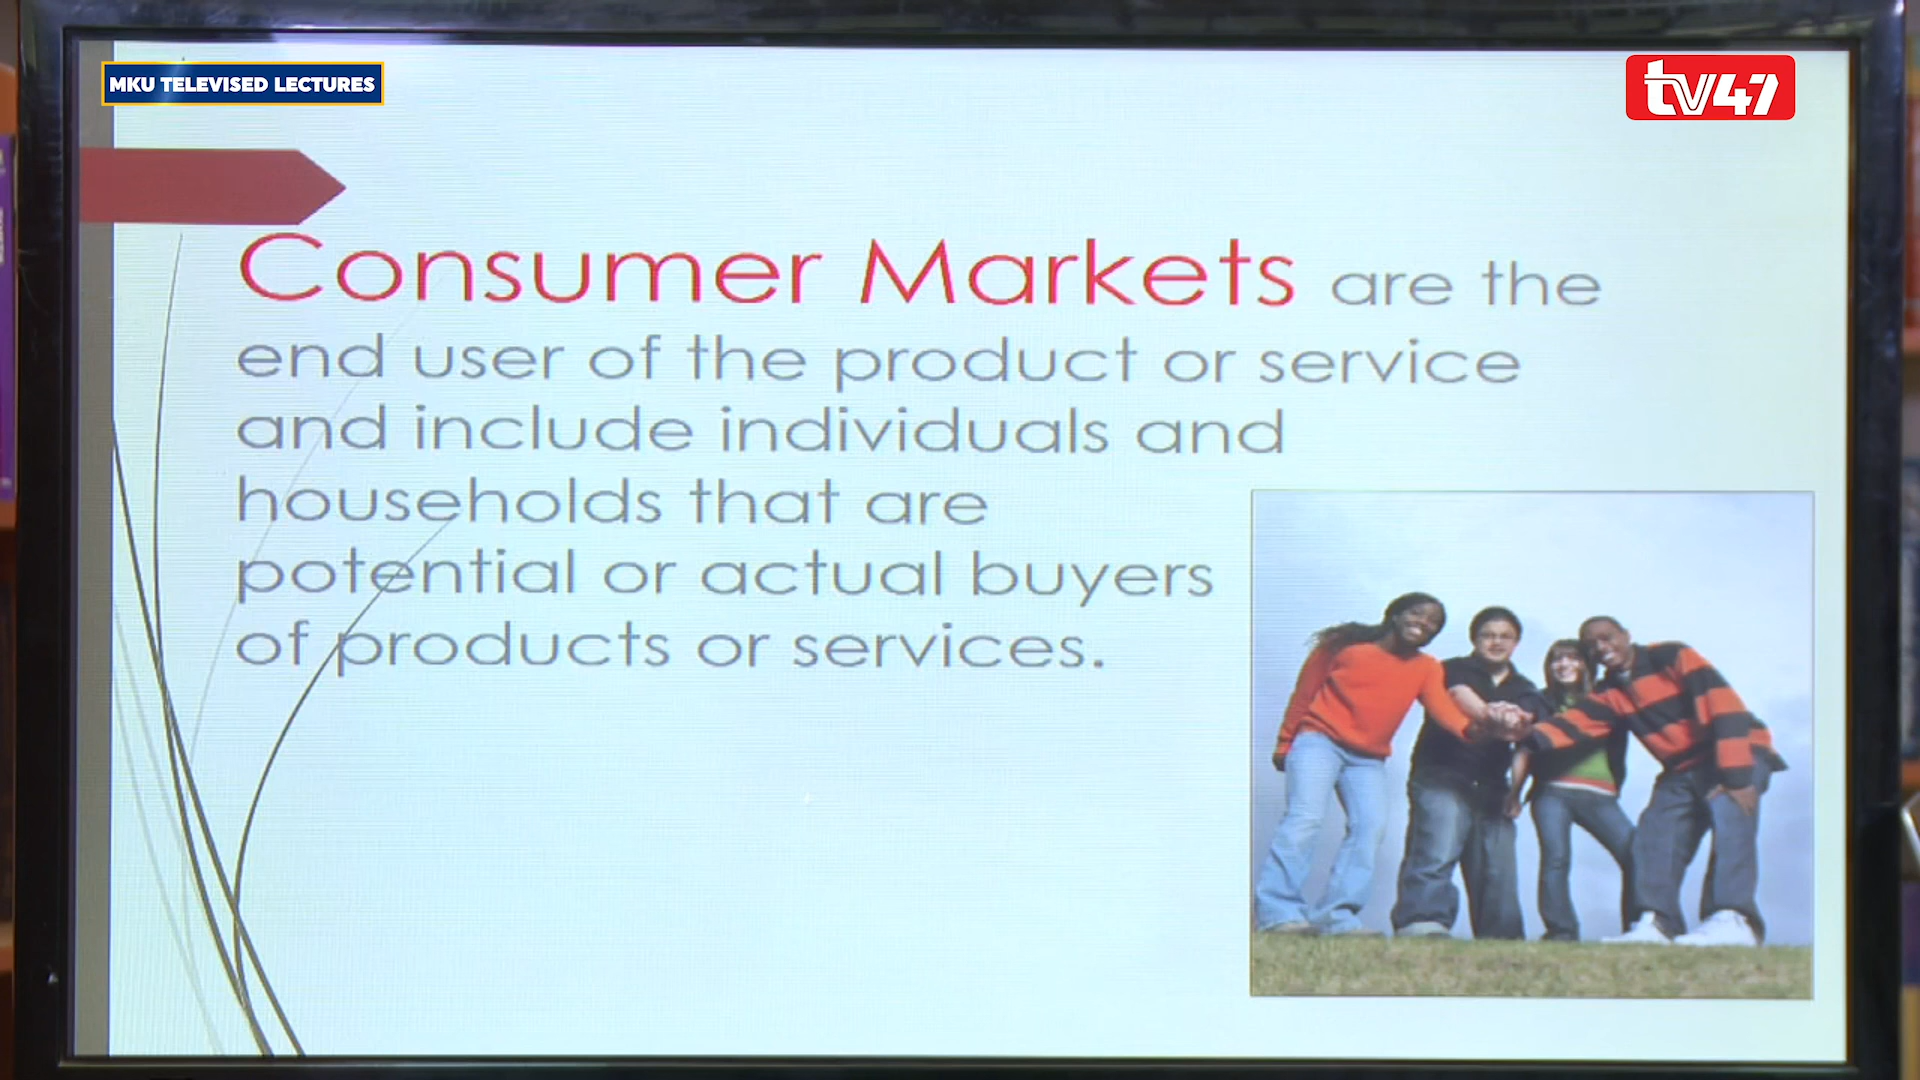 MKU TELEVISED LECTURES
tv47
Consumer Markets are the
end user of the product or service
and include individuals and
households that are
potential or actual buyers
of products or services.